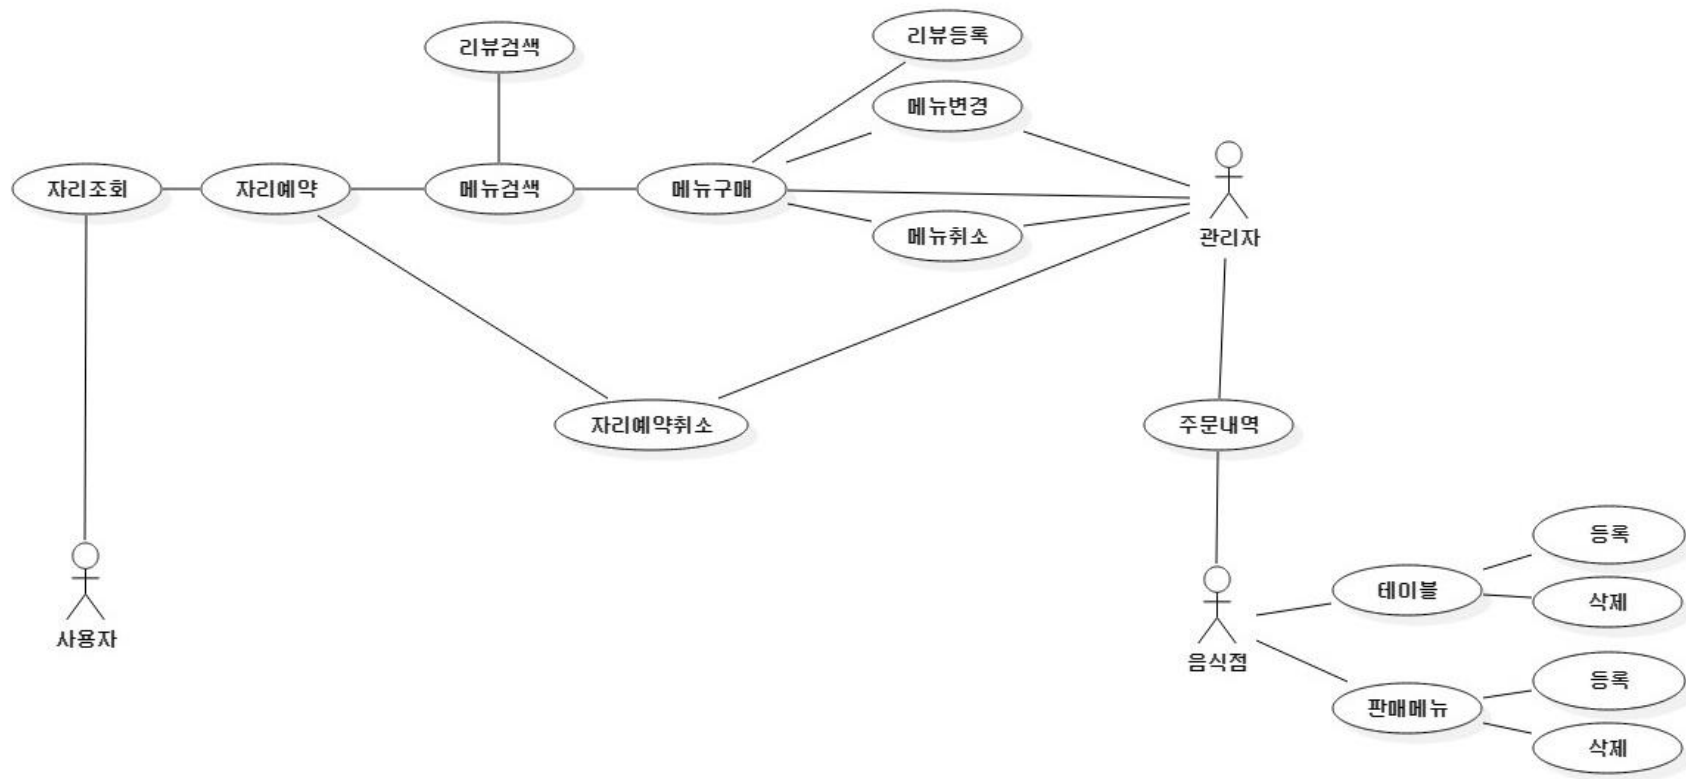 리뷰검색
리뷰등록
메뉴변경
자리조회
자리예약
메뉴검색
메뉴구매
메뉴취소
관리자
자리예약취소
주문내역
사용자
음식점
테이블
등록
삭제
판매메뉴
등록
삭제